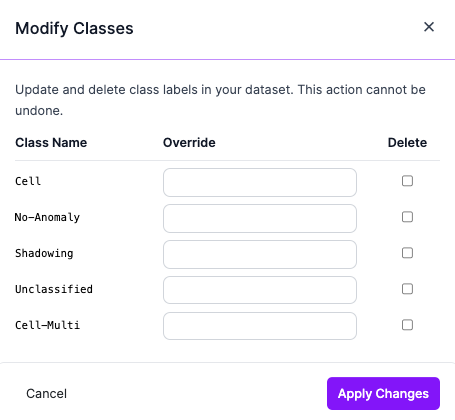 Modify Classes
Update and delete class labels in your dataset. This action cannot be
undone.
Class Name Override Delete
Cell
No-Anomaly
Shadowing
Unclassified
Cell-Multi
Cancel Apply Changes